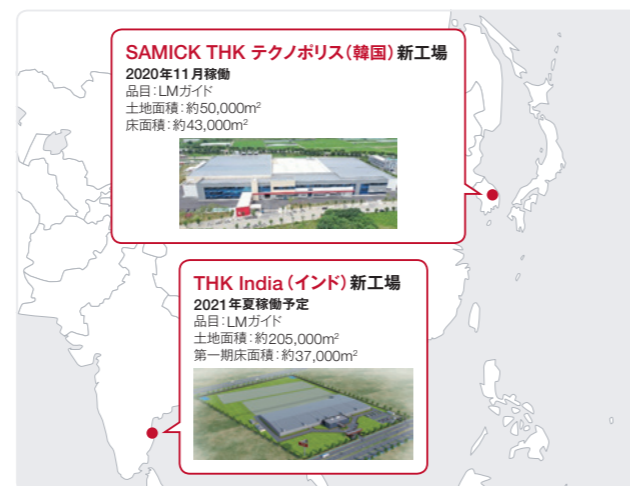 SAMICK THK テクノポリス（韓国）新工場
2020年11月稼働
品目：LMガイド
土地面積：約50,000m²
床面積：約43,000m²
THK India（インド）新工場
2021年夏稼働予定
品目：LMガイド
土地面積：約205,000m²
第一期床面積：約37,000m²